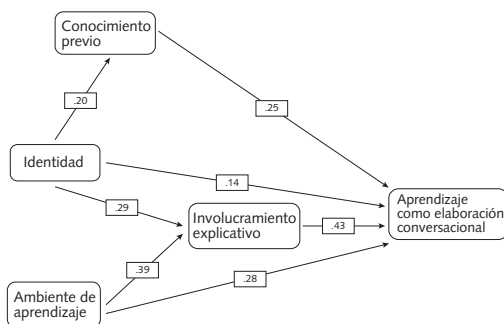 Conocimiento
previo
.20
.25
Identidad
.14
.29
Aprendizaje
como elaboración
conversacional
Involucramiento
explicativo
.43
.39
.28
Ambiente de
aprendizaje